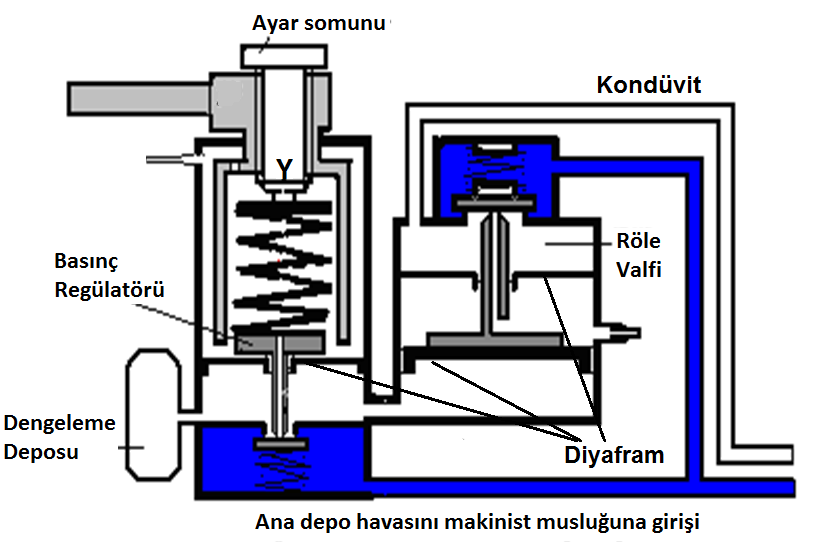 Ayar somunu
Kondüvit
Y
Röle
Valfi
Basınç
Regülatörü
Dengeleme
Deposu
Diyafram
Ana depo havasını makinist musluğuna girişi